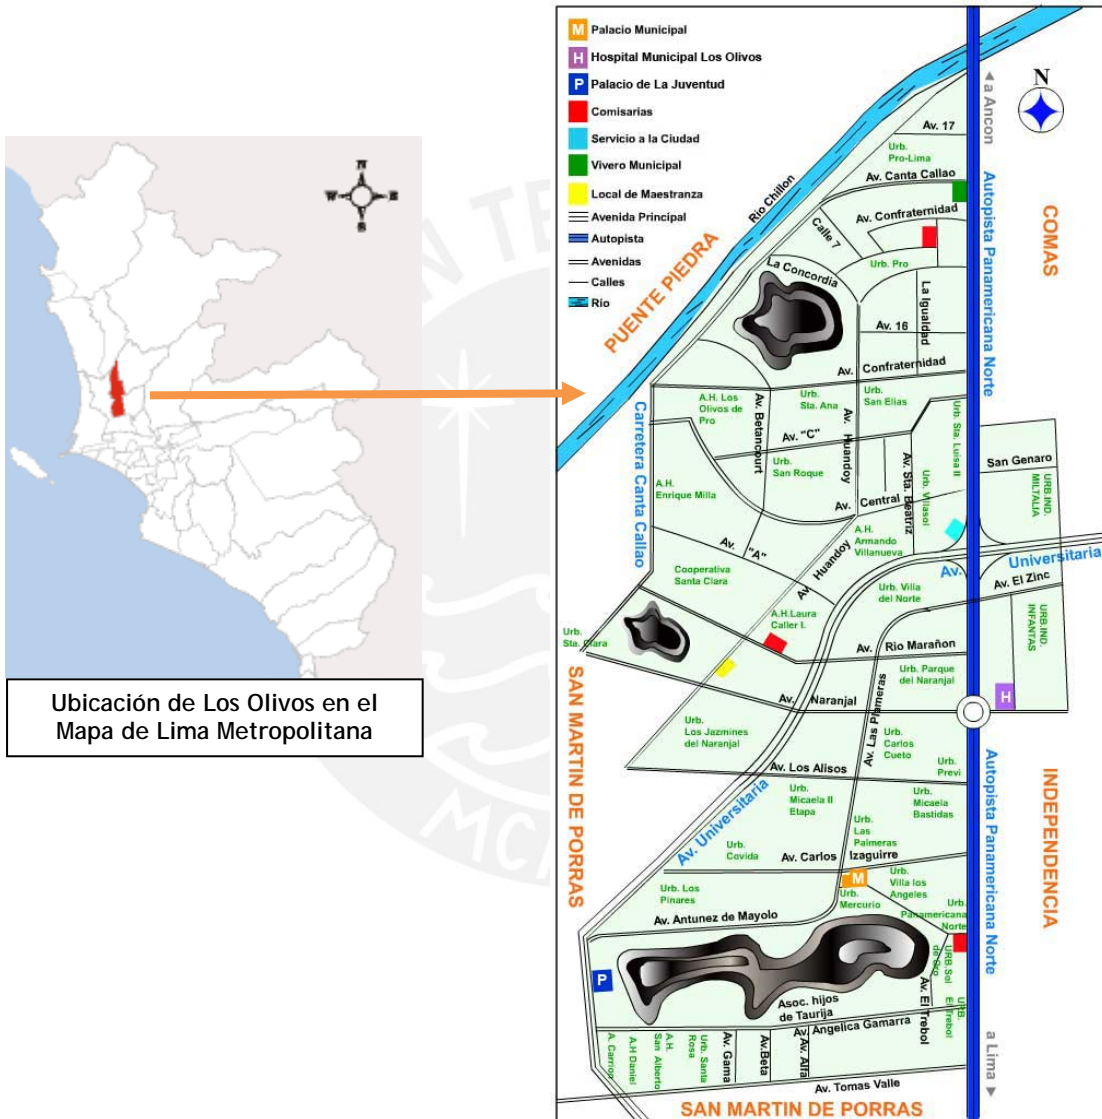 N
W
E
S
Ubicación de Los Olivos en el
Mapa de Lima Metropolitana
M Palacio Municipal
H Hospital Municipal Los Olivos
P Palacio de La Juventud
Comisarias
Servicio a la Ciudad
Vivero Municipal
Local de Maestranza
Avenida Principal
Autopista
Avenidas
Calles
Río
N
a Ancon
Autopista Panamericana Norte
COMAS
Rio Chillon
PUENTE PIEDRA
Av. 17
Urb.
Pro-Lima
Av. Canta Callao
Av. Confraternidad
Calle 7
Urb. Pro
La Concordia
La Igualdad
Av. 16
Av. Confraternidad
Carretera Canta Callao
A.H. Los
Olivos de
Pro
Av. Betancourt
Urb.
Sta. Ana
Av. Huandoy
Urb.
San Elias
Urb. Sta. Luisa II
Av. "C"
Urb.
San Roque
Av. Sta. Beatriz
Urb. Villasol
San Genaro
URB.IND.
MILTALIA
A.H.
Enrique Milla
Av. Central
A.H.
Armando
Villanueva
Av. "A"
Av. Huandoy
Av. Universitaria
Av. El Zinc
Cooperativa
Santa Clara
Urb. Villa
del Norte
URB.IND.
INFANTAS
A.H.Laura
Caller I.
Urb.
Sta. Clara
Av. Rio Marañon
Urb. Parque
del Naranjal
SAN MARTIN DE PORRAS
Av. Naranjal
H
Av. Las Plameras
Urb.
Los Jazmines
del Naranjal
Urb.
Carlos
Cueto
Av. Los Alisos
Urb.
Previ
Autopista Panamericana Norte
INDEPENDENCIA
Urb.
Micaela II
Etapa
Urb.
Micaela
Bastidas
Av. Universitaria
Urb.
Las
Palmeras
Urb.
Covida
Av. Carlos Izaguirre
M
Urb.
Villa los
Angeles
Urb. Los
Pinares
Urb.
Mercurio
Urb.
Panamericana
Norte
Av. Antunez de Mayolo
URB.Sol
de Oro
P
Asoc. hijos
de Taurija
Av. El Trebol
URB.
El Trebol
Av. Angelica Gamarra
A. Carrion
A.H Daniel
A.H.
San Alberto
Urb. Santa
Rosa
Av. Gama
Av.Beta
Av. Alfa
a Lima
Av. Tomas Valle
SAN MARTIN DE PORRAS